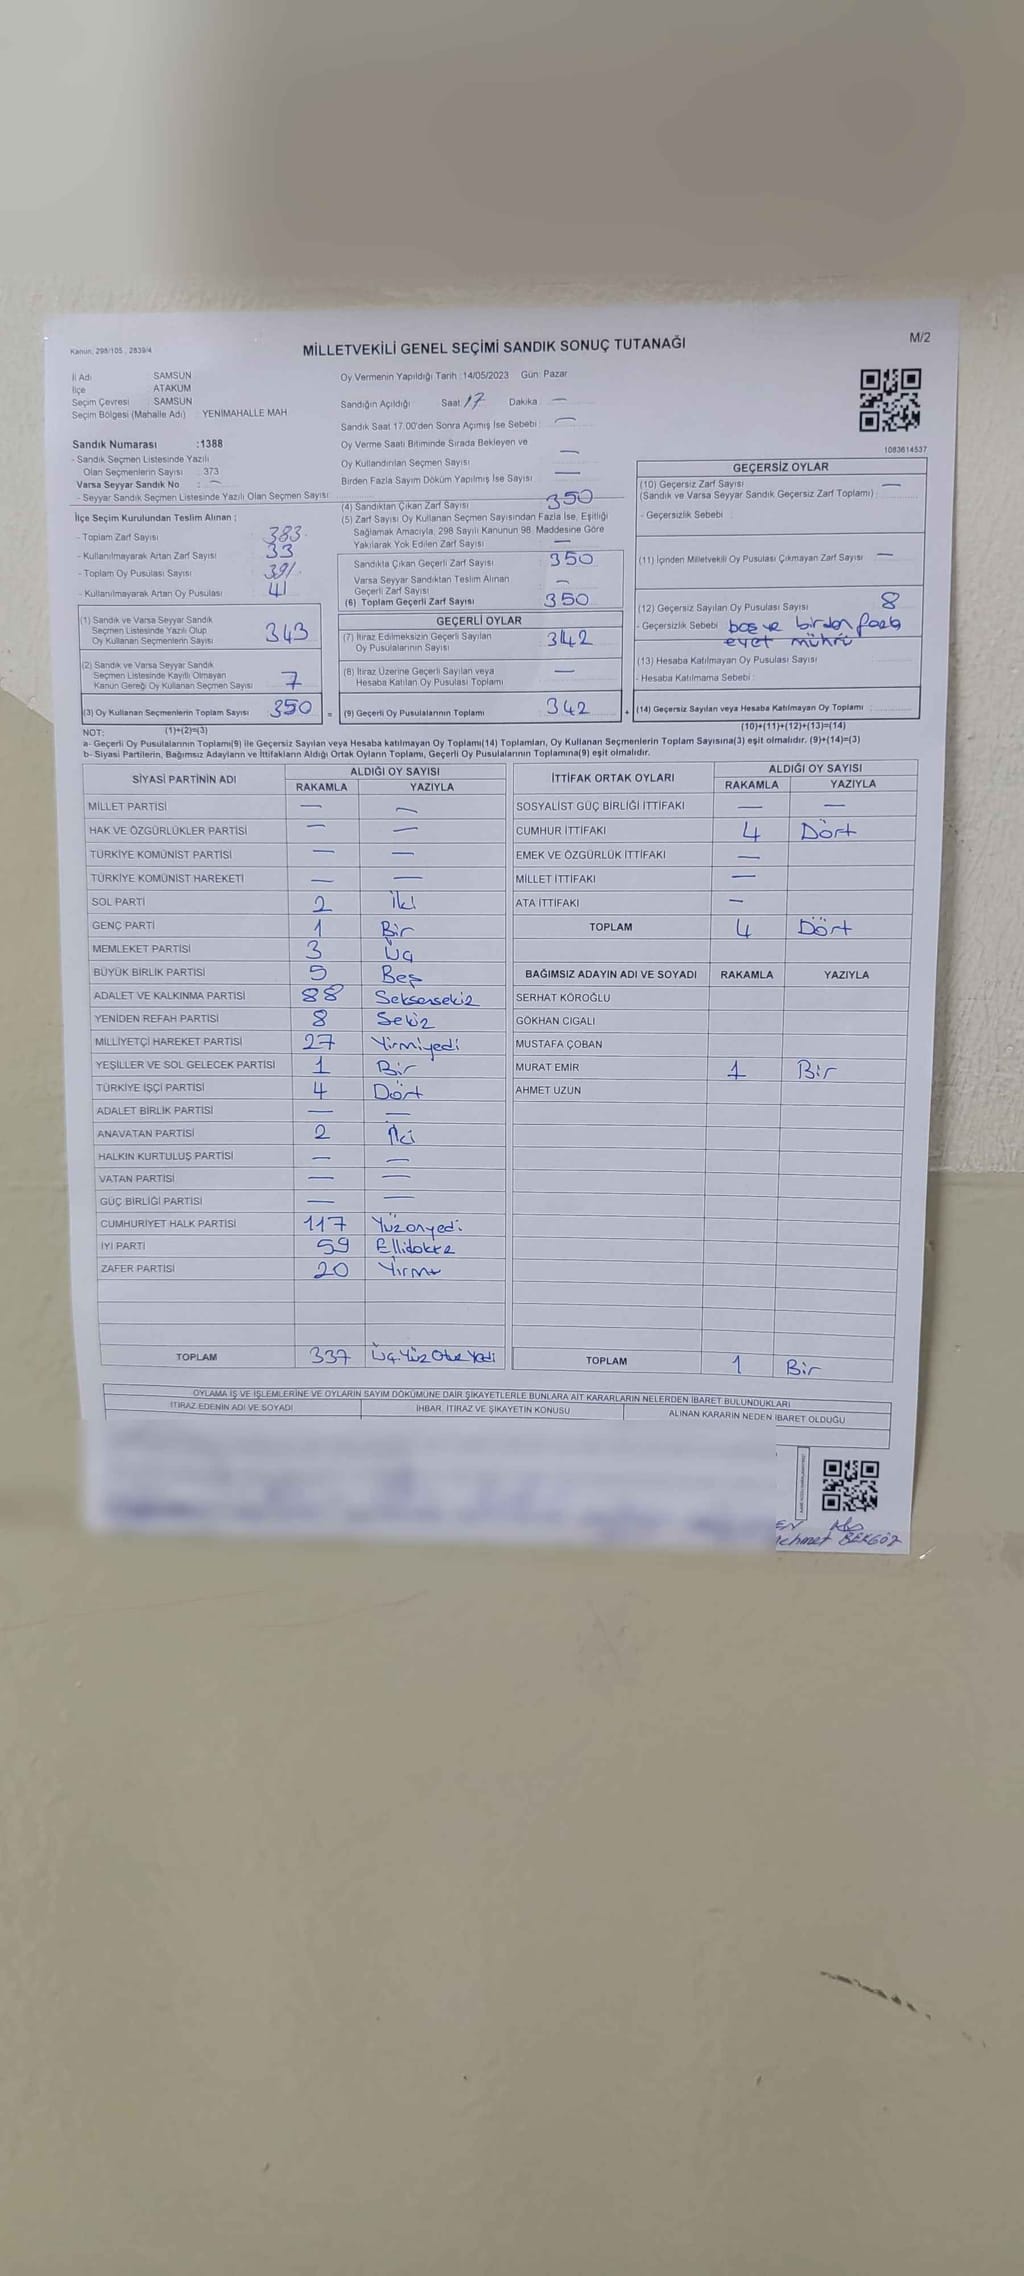 Kanun: 298/105, 2839/4
MİLLETVEKİLİ GENEL SEÇİMİ SANDIK SONUÇ TUTANAĞI
M/2
İl Adı SAMSUN
İlçe ATAKUM
Seçim Çevresi SAMSUN
Seçim Bölgesi (Mahalle Adı) : YENİMAHALLE MAH
Sandık Numarası :1388
- Sandık Seçmen Listesinde Yazılı
Olan Seçmenlerin Sayısı : 373
Varsa Seyyar Sandık No : —
- Seyyar Sandık Seçmen Listesinde Yazılı Olan Seçmen Sayısı:
Oy Vermenin Yapıldığı Tarih :14/05/2023 Gün: Pazar
Sandığın Açıldığı Saat 17 Dakika : —
Sandık Saat 17.00'den Sonra Açılmış İse Sebebi : —
Oy Verme Saati Bitiminde Sırada Bekleyen ve
Oy Kullandırılan Seçmen Sayısı —
Birden Fazla Sayım Döküm Yapılmış İse Sayısı —
1083614537
İlçe Seçim Kurulundan Teslim Alınan ;
- Toplam Zarf Sayısı 383
- Kullanılmayarak Artan Zarf Sayısı 33
- Toplam Oy Pusulası Sayısı 391
- Kullanılmayarak Artan Oy Pusulası 41
(1) Sandık ve Varsa Seyyar Sandık
Seçmen Listesinde Yazılı Olup
Oy Kullanan Seçmenlerin Sayısı 343
(2) Sandık ve Varsa Seyyar Sandık
Seçmen Listesinde Kayıtlı Olmayan
Kanun Gereği Oy Kullanan Seçmen Sayısı 7
(3) Oy Kullanan Seçmenlerin Toplam Sayısı 350
(4) Sandıktan Çıkan Zarf Sayısı 350
(5) Zarf Sayısı Oy Kullanan Seçmen Sayısından Fazla İse, Eşitliği
Sağlamak Amacıyla, 298 Sayılı Kanunun 98. Maddesine Göre
Yakılarak Yok Edilen Zarf Sayısı —
Sandıkta Çıkan Geçerli Zarf Sayısı 350
Varsa Seyyar Sandıktan Teslim Alınan
Geçerli Zarf Sayısı —
(6) Toplam Geçerli Zarf Sayısı 350
GEÇERLİ OYLAR
(7) İtiraz Edilmeksizin Geçerli Sayılan
Oy Pusulalarının Sayısı 342
(8) İtiraz Üzerine Geçerli Sayılan veya
Hesaba Katılan Oy Pusulası Toplamı —
= (9) Geçerli Oy Pusulalarının Toplamı 342 +
GEÇERSİZ OYLAR
(10) Geçersiz Zarf Sayısı
(Sandık ve Varsa Seyyar Sandık Geçersiz Zarf Toplamı) : —
- Geçersizlik Sebebi :
(11) İçinden Milletvekili Oy Pusulası Çıkmayan Zarf Sayısı —
(12) Geçersiz Sayılan Oy Pusulası Sayısı 8
- Geçersizlik Sebebi boş ve birden fazla
evet mührü
(13) Hesaba Katılmayan Oy Pusulası Sayısı
- Hesaba Katılmama Sebebi :
(14) Geçersiz Sayılan veya Hesaba Katılmayan Oy Toplamı :
NOT: (1)+(2)=(3) (10)+(11)+(12)+(13)=(14)
a- Geçerli Oy Pusulalarının Toplamı(9) ile Geçersiz Sayılan veya Hesaba katılmayan Oy Toplamı(14) Toplamları, Oy Kullanan Seçmenlerin Toplam Sayısına(3) eşit olmalıdır. (9)+(14)=(3)
b- Siyasi Partilerin, Bağımsız Adayların ve İttifakların Aldığı Ortak Oyların Toplamı, Geçerli Oy Pusulalarının Toplamına(9) eşit olmalıdır.
SİYASİ PARTİNİN ADI ALDIĞI OY SAYISI
RAKAMLA YAZIYLA
MİLLET PARTİSİ — —
HAK VE ÖZGÜRLÜKLER PARTİSİ — —
TÜRKİYE KOMÜNİST PARTİSİ — —
TÜRKİYE KOMÜNİST HAREKETİ — —
SOL PARTİ 2 İki
GENÇ PARTİ 1 Bir
MEMLEKET PARTİSİ 3 Üç
BÜYÜK BİRLİK PARTİSİ 5 Beş
ADALET VE KALKINMA PARTİSİ 88 Seksensekiz
YENİDEN REFAH PARTİSİ 8 Sekiz
MİLLİYETÇİ HAREKET PARTİSİ 27 Yirmiyedi
YEŞİLLER VE SOL GELECEK PARTİSİ 1 Bir
TÜRKİYE İŞÇİ PARTİSİ 4 Dört
ADALET BİRLİK PARTİSİ — —
ANAVATAN PARTİSİ 2 İki
HALKIN KURTULUŞ PARTİSİ — —
VATAN PARTİSİ — —
GÜÇ BİRLİĞİ PARTİSİ — —
CUMHURİYET HALK PARTİSİ 117 Yüzonyedi
İYİ PARTİ 59 Ellidokuz
ZAFER PARTİSİ 20 Yirmi
TOPLAM 337 Üç Yüz Otuz Yedi
İTTİFAK ORTAK OYLARI ALDIĞI OY SAYISI
RAKAMLA YAZIYLA
SOSYALİST GÜÇ BİRLİĞİ İTTİFAKI — —
CUMHUR İTTİFAKI 4 Dört
EMEK VE ÖZGÜRLÜK İTTİFAKI —
MİLLET İTTİFAKI —
ATA İTTİFAKI —
TOPLAM 4 Dört
BAĞIMSIZ ADAYIN ADI VE SOYADI RAKAMLA YAZIYLA
SERHAT KÖROĞLU
GÖKHAN CIGALI
MUSTAFA ÇOBAN
MURAT EMİR 1 Bir
AHMET UZUN
TOPLAM 1 Bir
OYLAMA İŞ VE İŞLEMLERİNE VE OYLARIN SAYIM DÖKÜMÜNE DAİR ŞİKAYETLERLE BUNLARA AİT KARARLARIN NELERDEN İBARET BULUNDUKLARI
İTİRAZ EDENİN ADI VE SOYADI İHBAR, İTİRAZ VE ŞİKAYETİN KONUSU ALINAN KARARIN NEDEN İBARET OLDUĞU